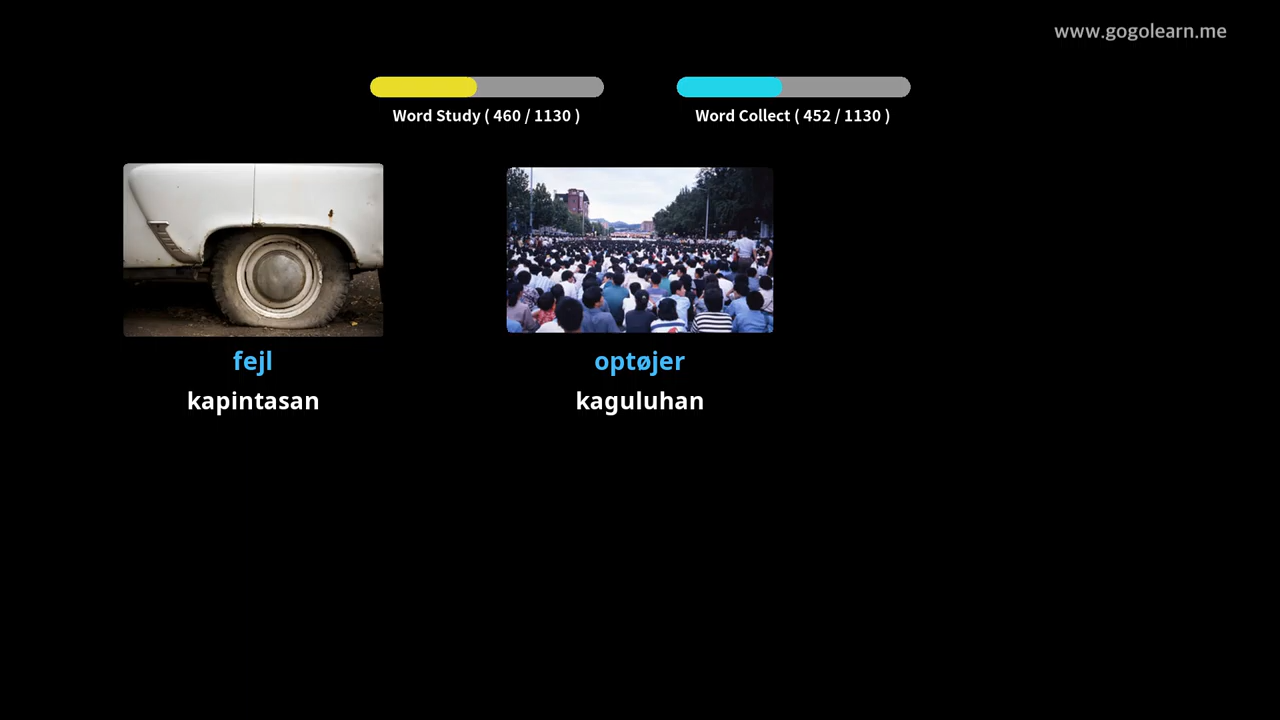 www.gogolearn.me
Word Study ( 460 / 1130 )
Word Collect ( 452 / 1130 )
fejl
kapintasan
optøjer
kaguluhan